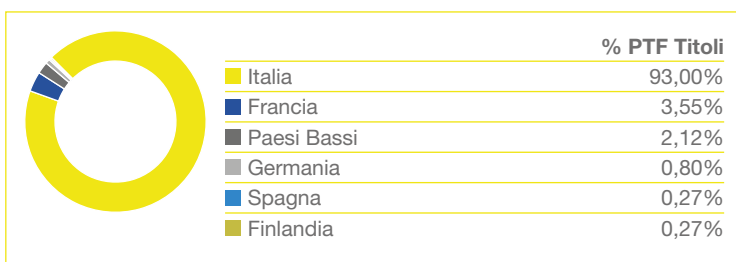 % PTF Titoli
Italia 93,00%
Francia 3,55%
Paesi Bassi 2,12%
Germania 0,80%
Spagna 0,27%
Finlandia 0,27%